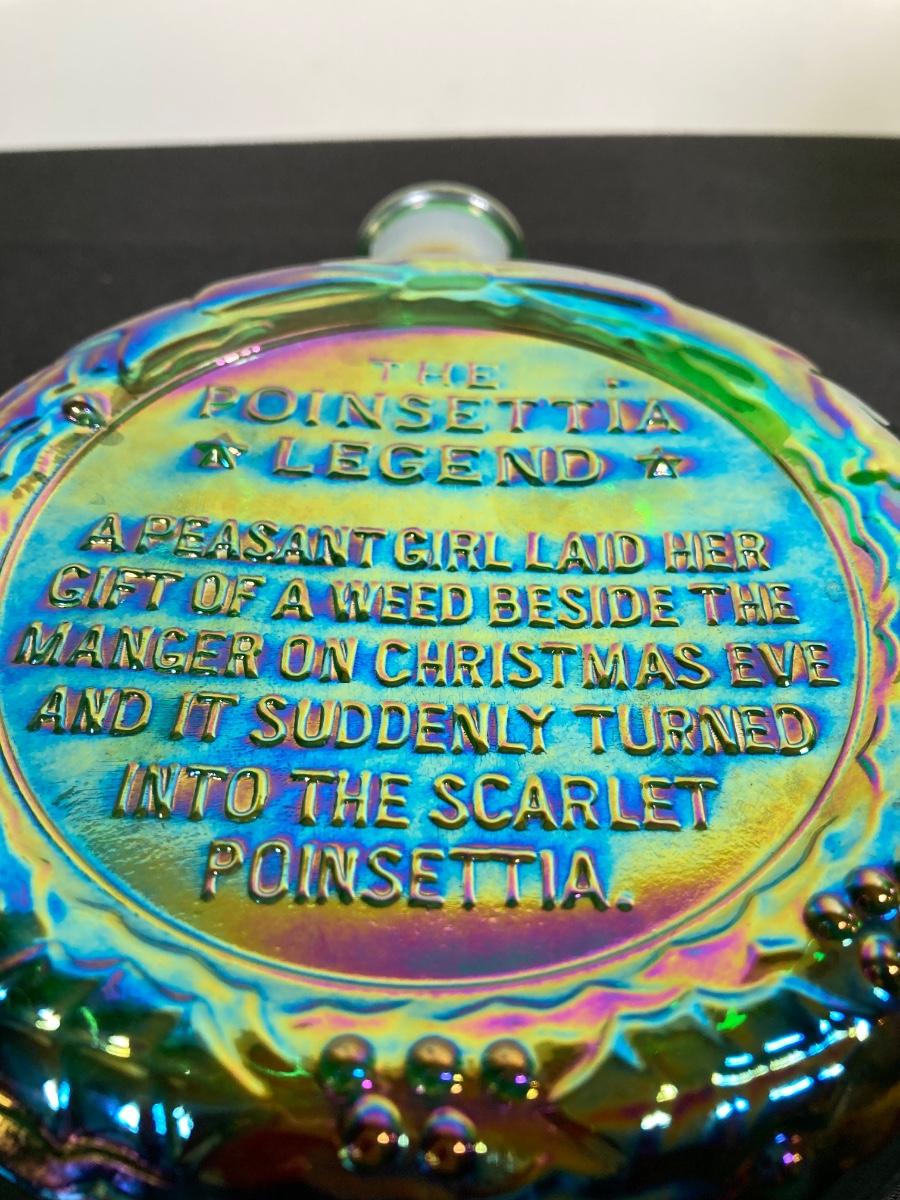 THE
POINSETTIA
★ LEGEND ★
A PEASANT GIRL LAID HER
GIFT OF A WEED BESIDE THE
MANGER ON CHRISTMAS EVE
AND IT SUDDENLY TURNED
INTO THE SCARLET
POINSETTIA.